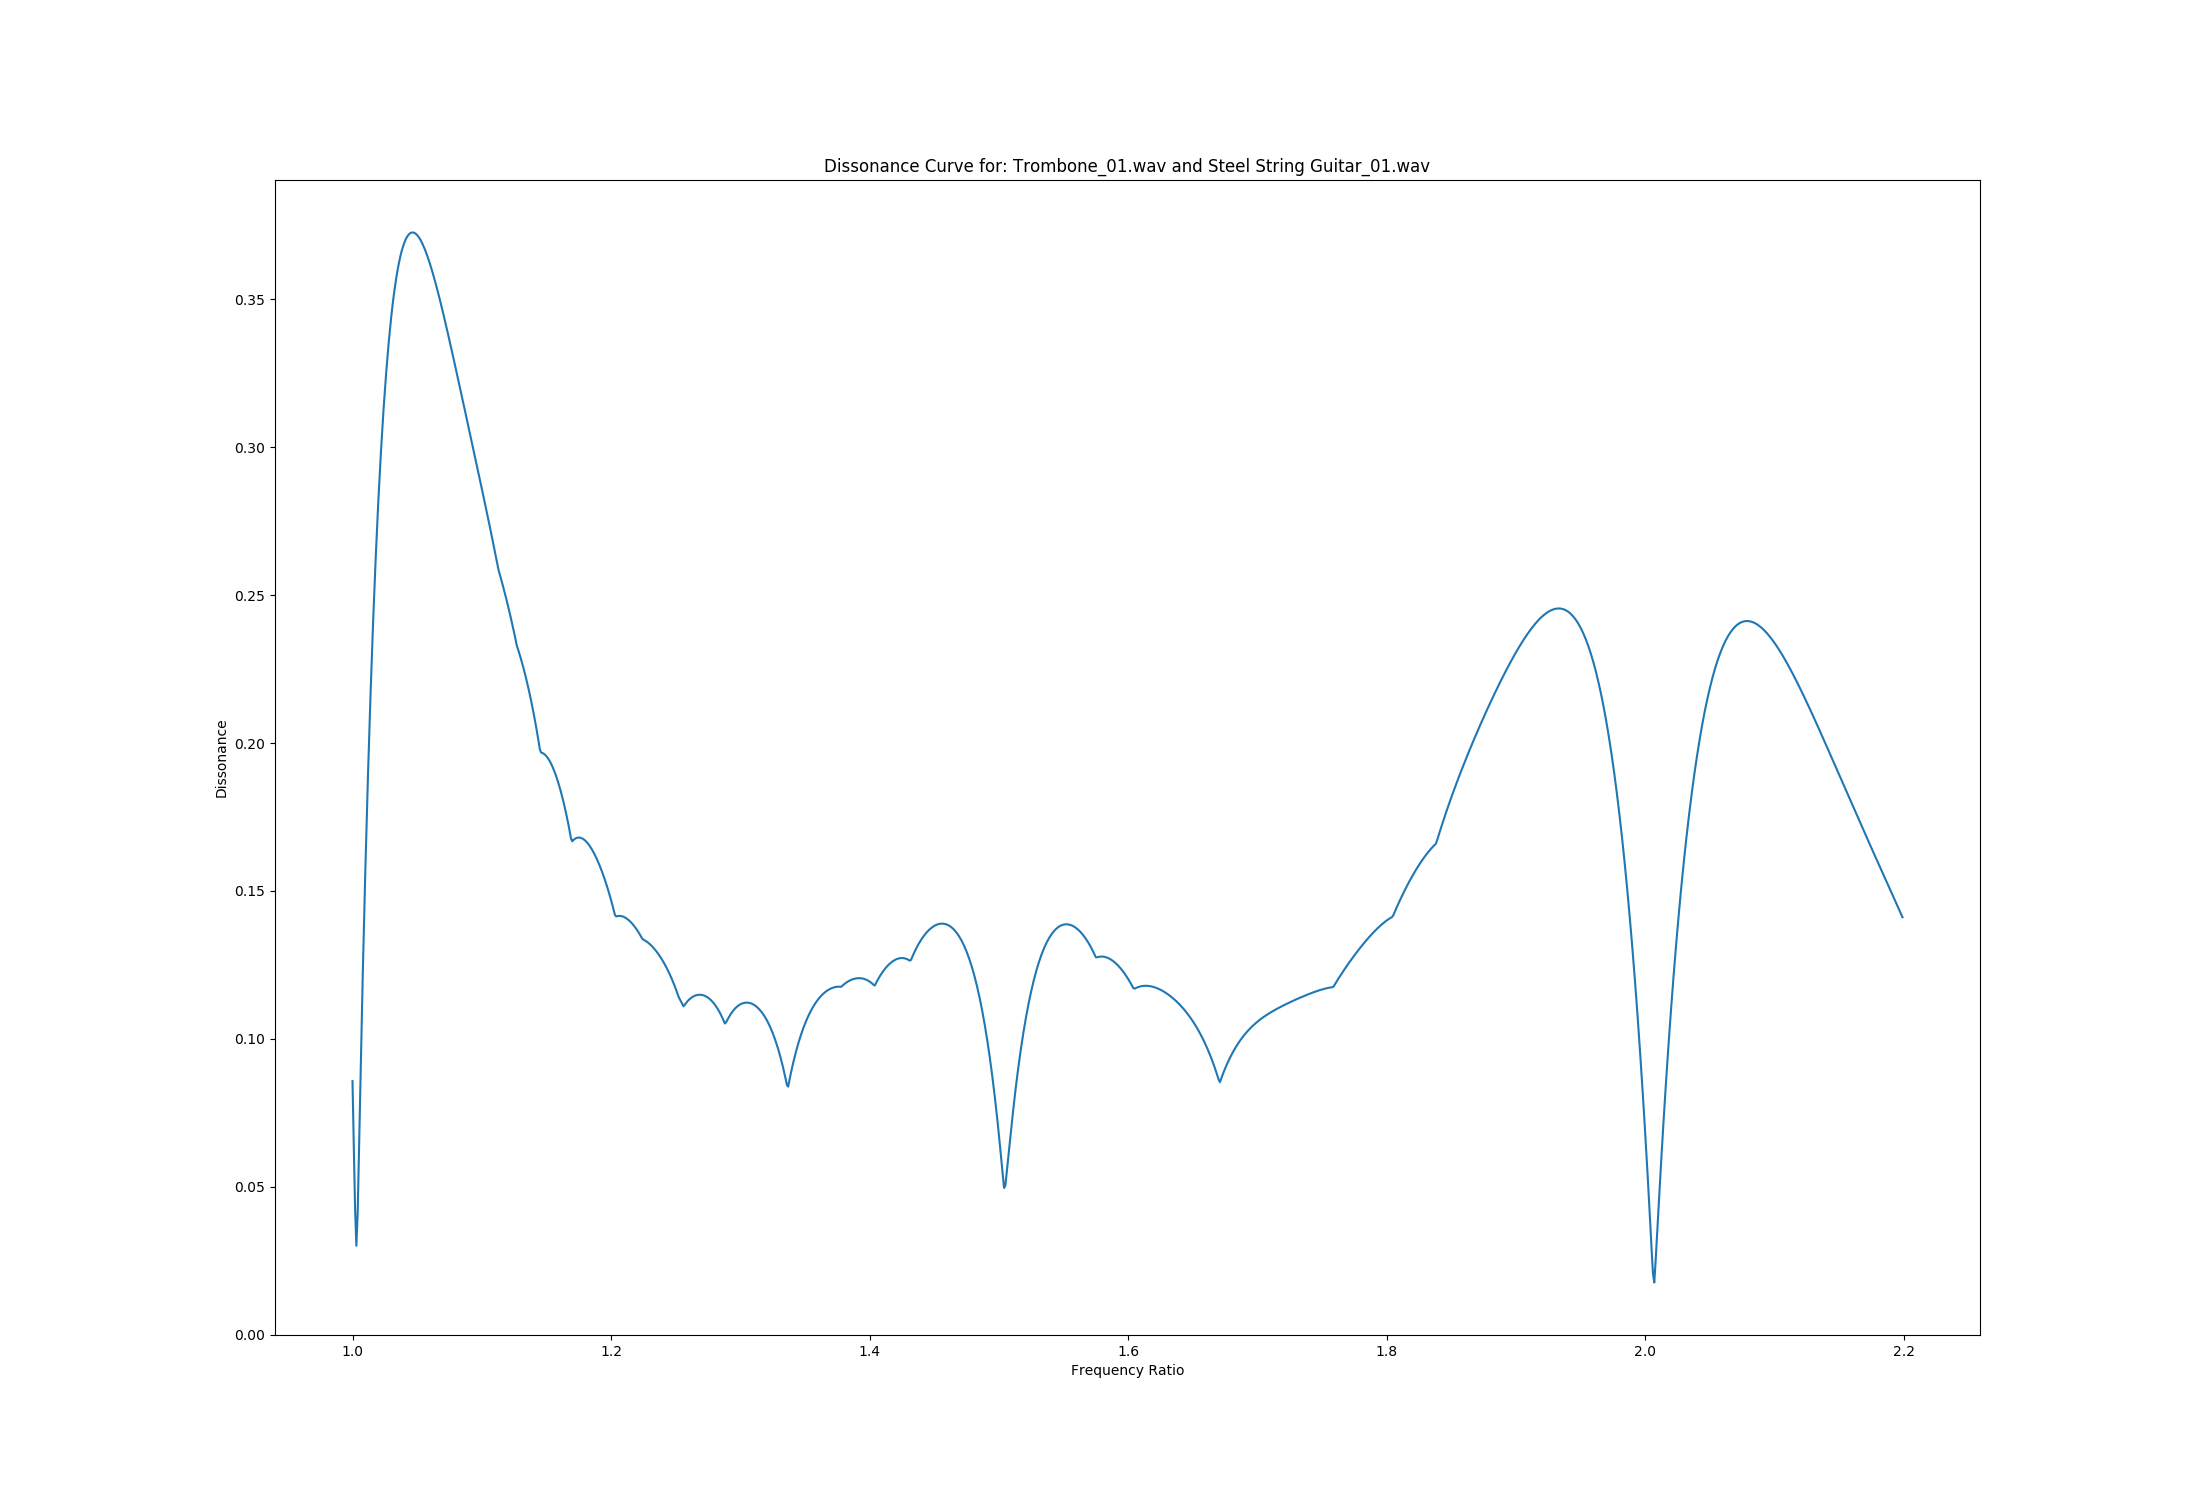 Dissonance Curve for: Trombone_01.wav and Steel String Guitar_01.wav
0.35
0.30
0.25
0.20
0.15
0.10
0.05
0.00
Dissonance
1.0 1.2 1.4 1.6 1.8 2.0 2.2
Frequency Ratio